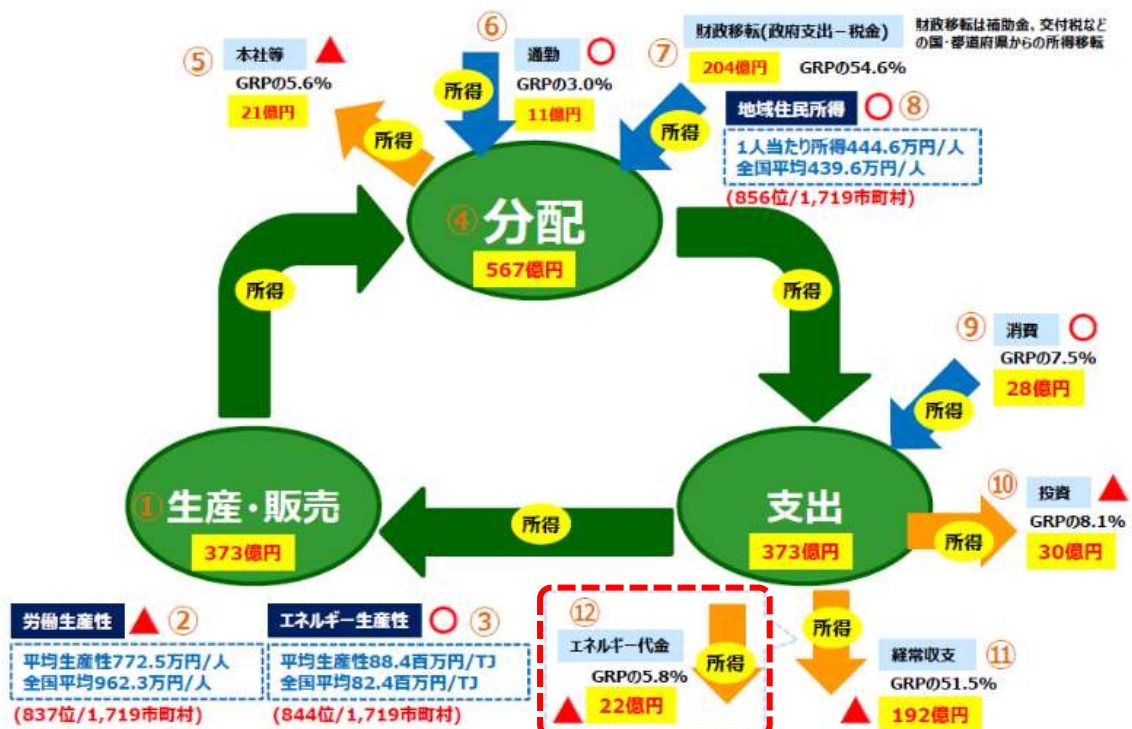 ⑤ 本社等 ▲
GRPの5.6%
21億円
所得
⑥ 通勤 ○
GRPの3.0%
11億円
所得
⑦ 財政移転(政府支出－税金)
204億円 GRPの54.6%
所得
財政移転は補助金、交付税など
の国・都道府県からの所得移転
地域住民所得 ○ ⑧
1人当たり所得444.6万円/人
全国平均439.6万円/人
(856位/1,719市町村)
④ 分配
567億円
所得
所得
⑨ 消費 ○
GRPの7.5%
28億円
所得
① 生産・販売
373億円
所得
支出
373億円
⑩ 投資 ▲
GRPの8.1%
30億円
所得
労働生産性 ▲ ②
平均生産性772.5万円/人
全国平均962.3万円/人
(837位/1,719市町村)
エネルギー生産性 ○ ③
平均生産性88.4百万円/TJ
全国平均82.4百万円/TJ
(844位/1,719市町村)
⑫
エネルギー代金
GRPの5.8%
▲ 22億円
所得
所得
経常収支 ⑪
GRPの51.5%
▲ 192億円